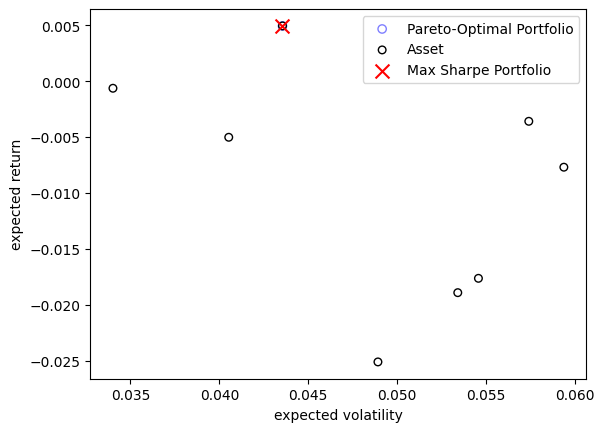 0.005
0.000
−0.005
−0.010
−0.015
−0.020
−0.025
expected return
0.035 0.040 0.045 0.050 0.055 0.060
expected volatility
Pareto-Optimal Portfolio
Asset
Max Sharpe Portfolio